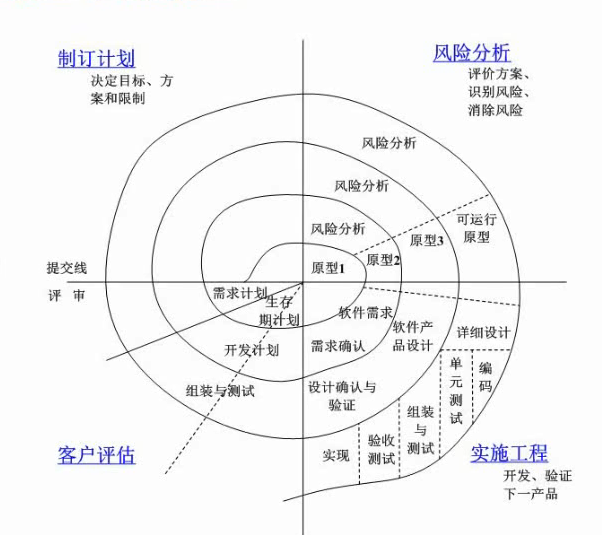 制订计划
决定目标、方
案和限制
风险分析
评价方案、
识别风险、
消除风险
风险分析
风险分析
风险分析
可运行
原型
原型3
原型2
原型1
提交线
评 审
需求计划
生存
期计划
软件需求
软件产
品设计
详细设计
开发计划
需求确认
组装与测试
设计确认与
验证
单
元
测
试
编
码
组
装
与
测试
验收
测试
实现
客户评估
实施工程
开发、验证
下一产品